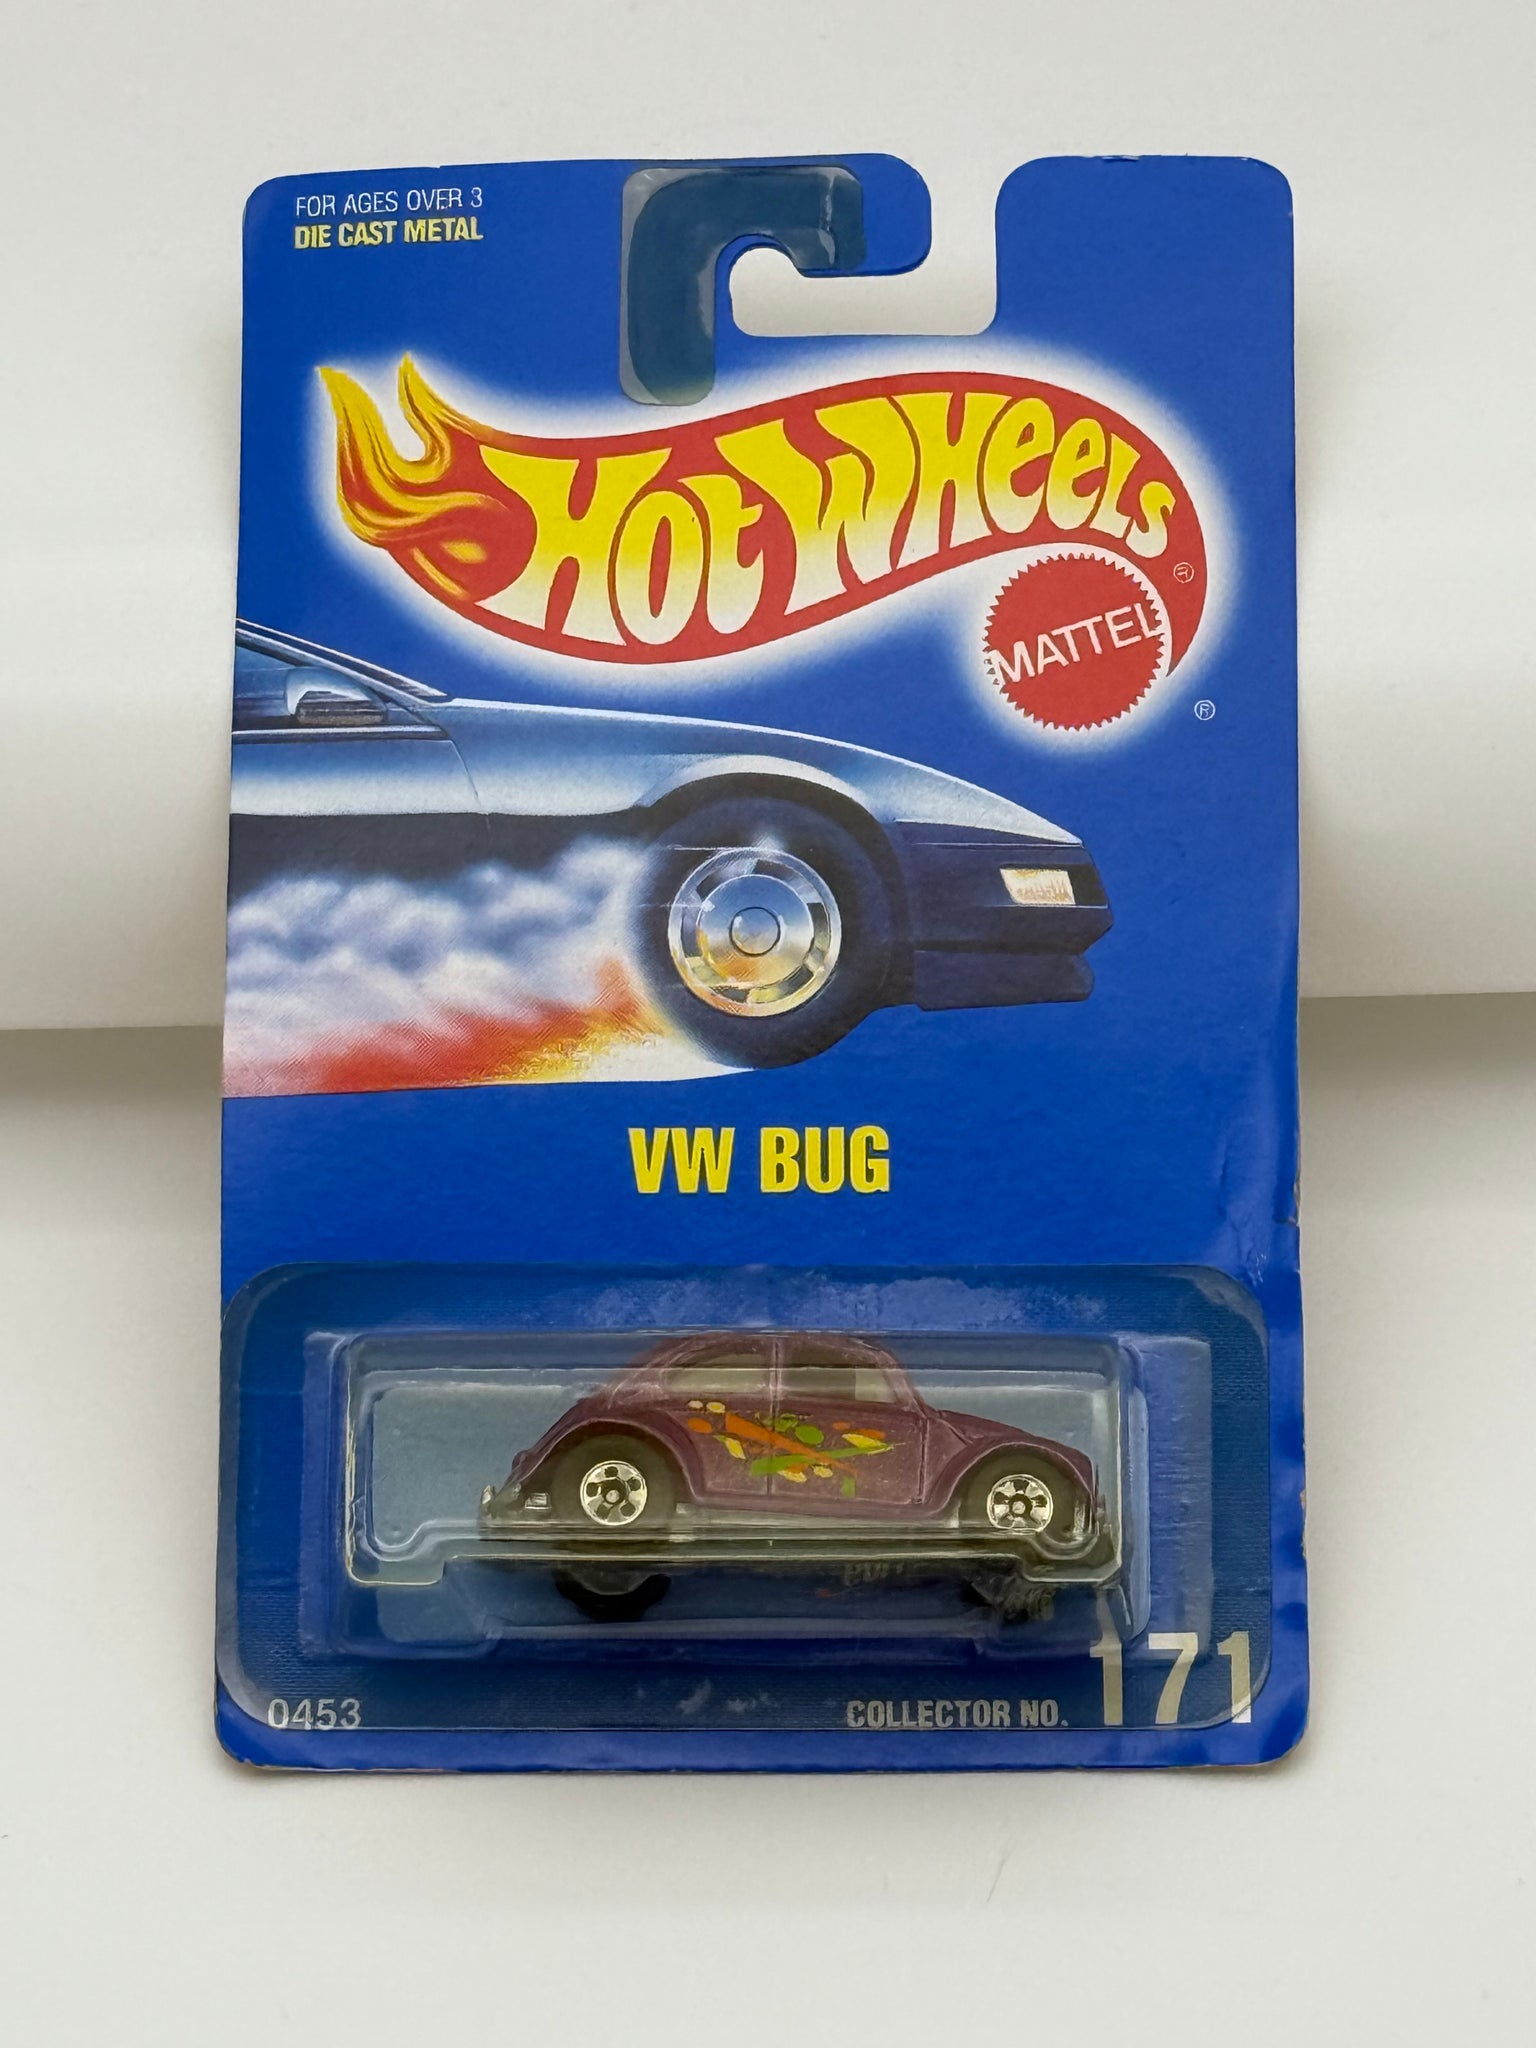 FOR AGES OVER 3
DIE CAST METAL
Hot Wheels ®
MATTEL
®
VW BUG
0453
COLLECTOR NO. 171